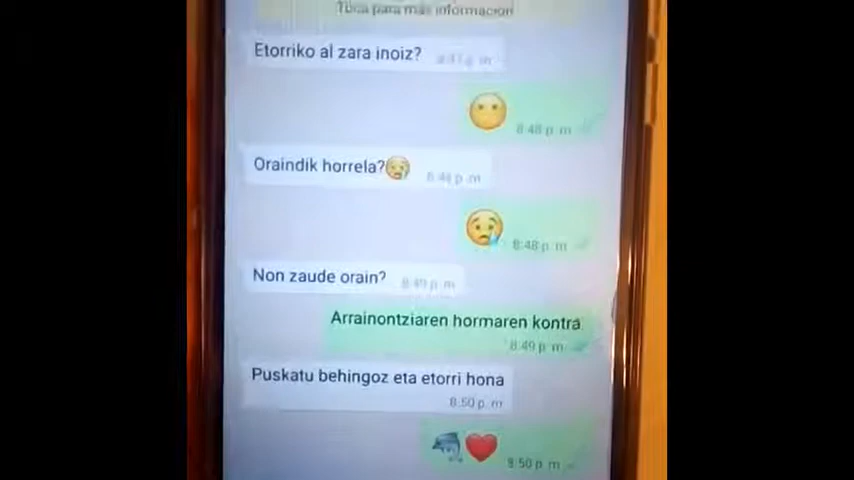 Toca para más información
Etorriko al zara inoiz?
😶 8:48 p. m
Oraindik horrela?😢 8:48 p. m
😢 8:48 p. m
Non zaude orain? 8:49 p. m
Arrainontziaren hormaren kontra
8:49 p. m
Puskatu behingoz eta etorri hona
8:50 p. m
🐬❤️ 8:50 p. m